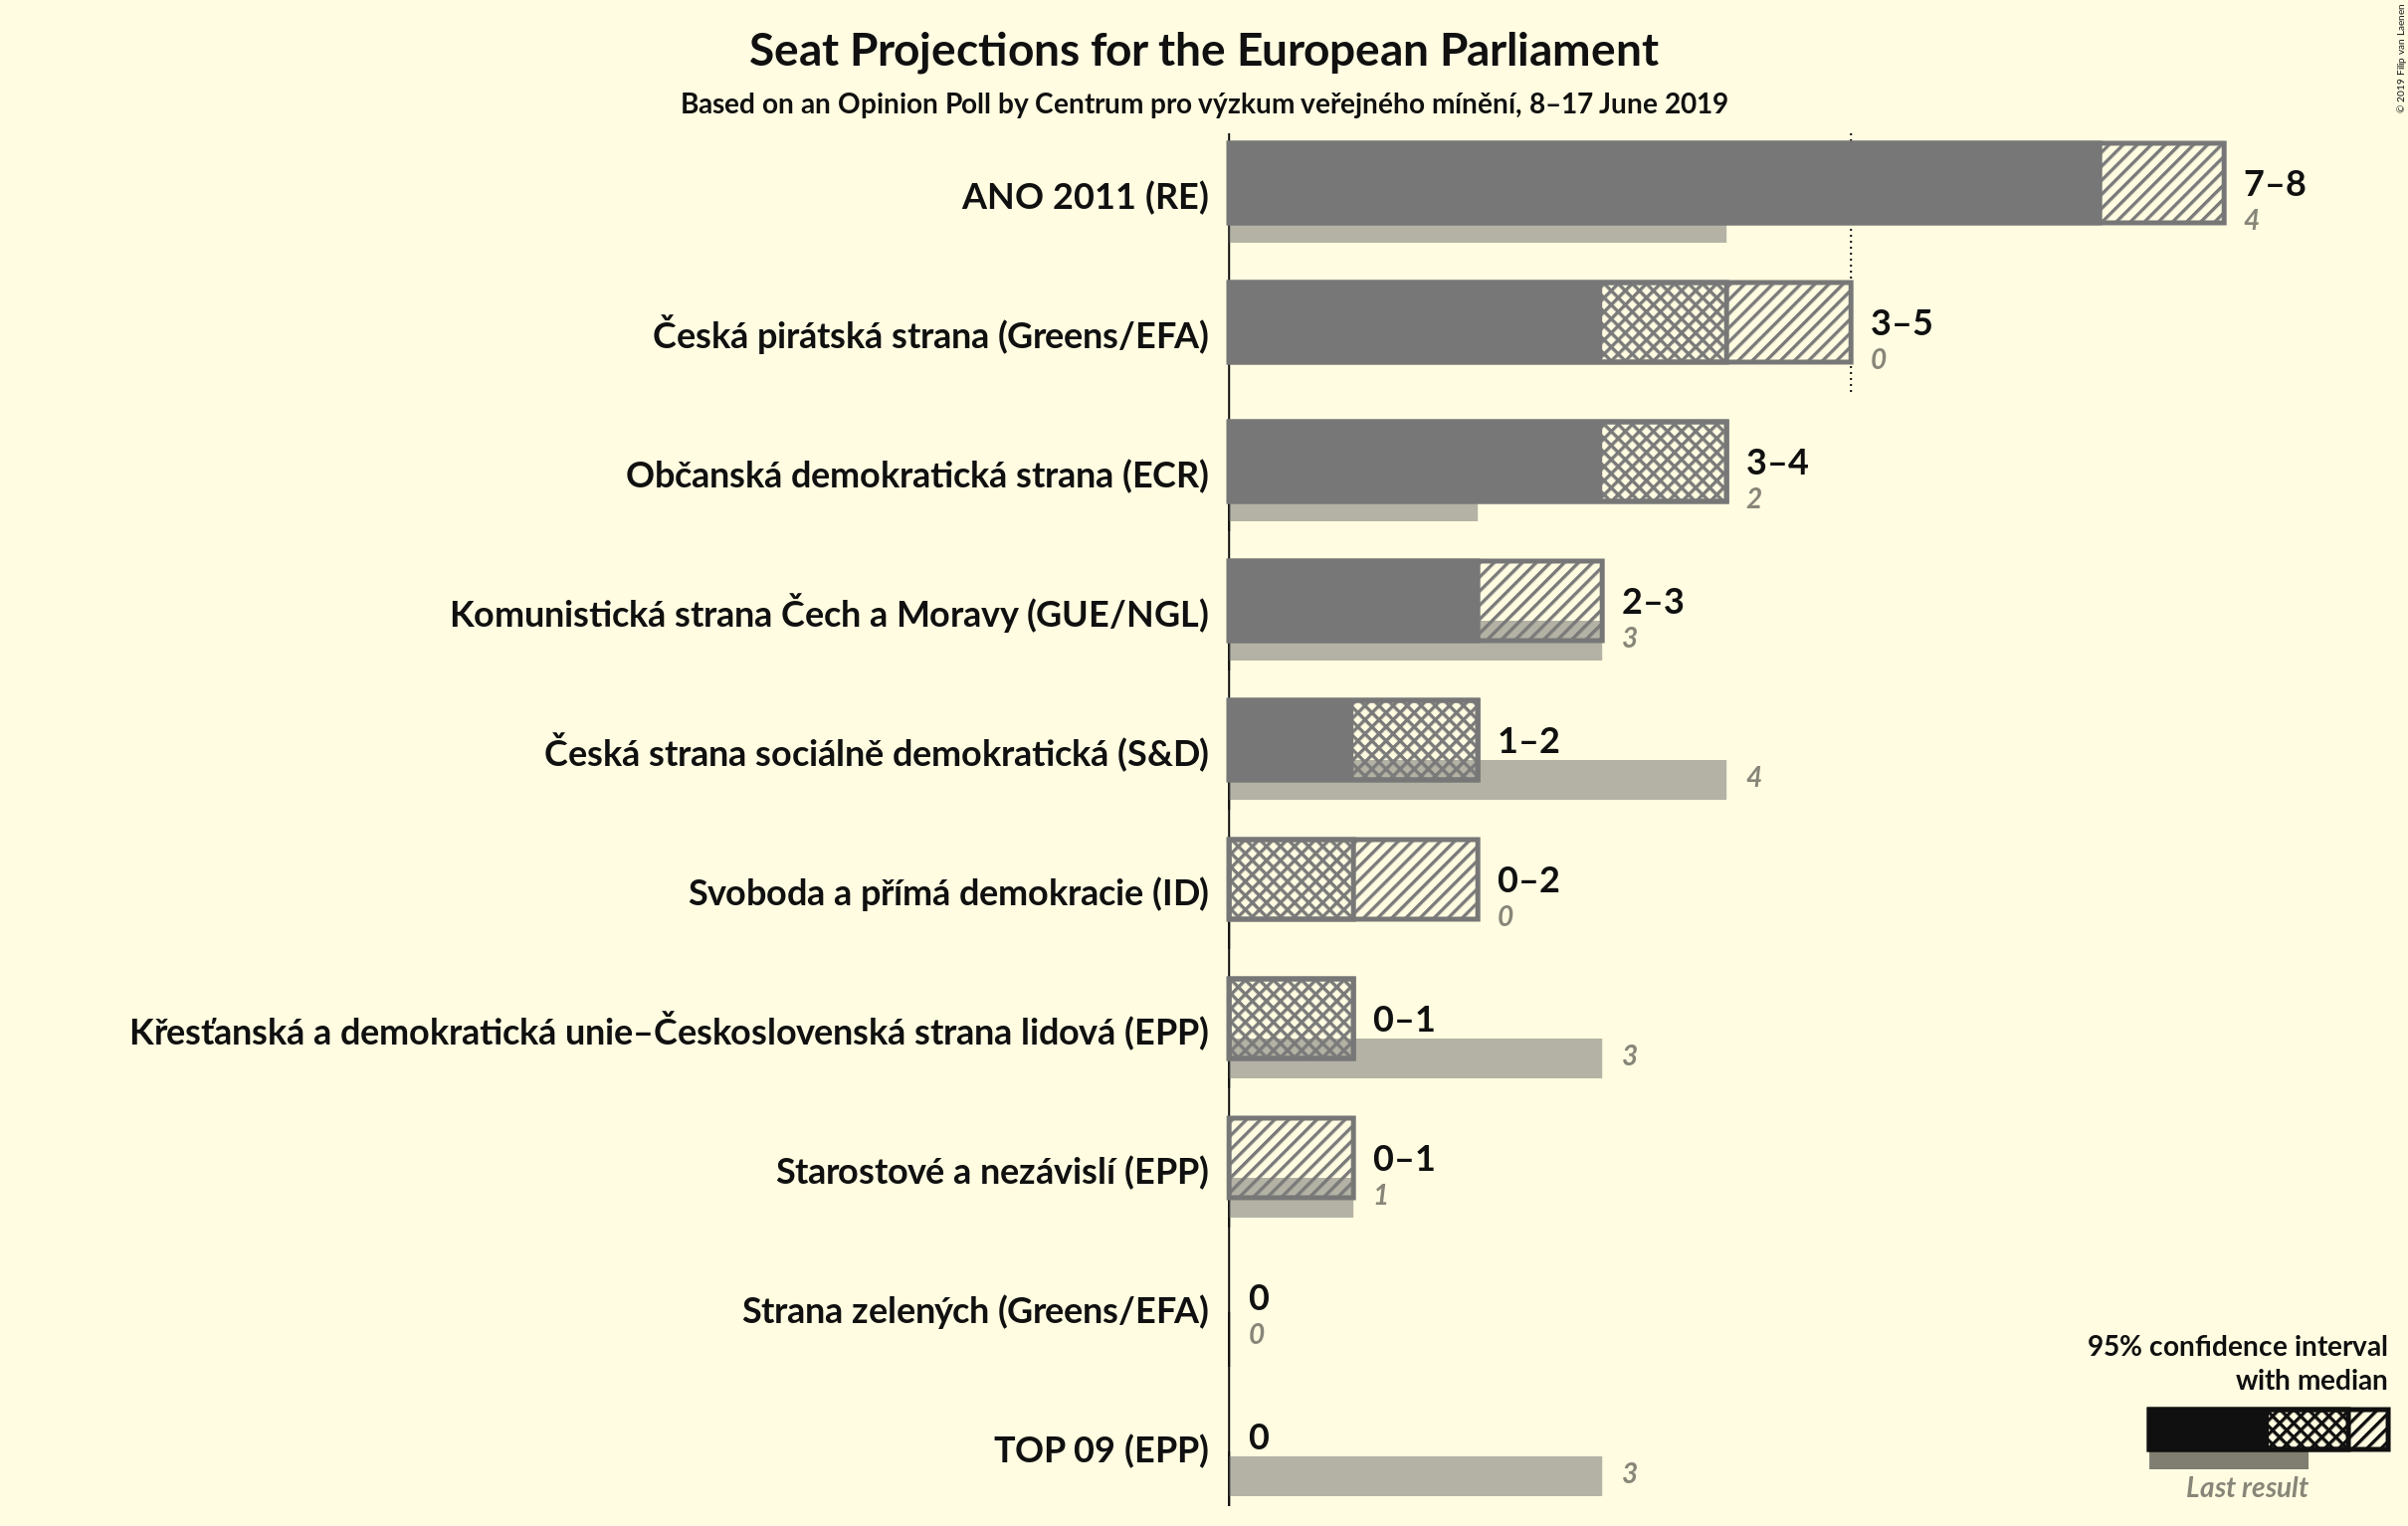 Seat Projections for the European Parliament
Based on an Opinion Poll by Centrum pro výzkum veřejného mínění, 8–17 June 2019
© 2019 Filip van Laenen
ANO 2011 (RE)
7–8
4
Česká pirátská strana (Greens/EFA)
3–5
0
Občanská demokratická strana (ECR)
3–4
2
Komunistická strana Čech a Moravy (GUE/NGL)
2–3
3
Česká strana sociálně demokratická (S&D)
1–2
4
Svoboda a přímá demokracie (ID)
0–2
0
Křesťanská a demokratická unie–Československá strana lidová (EPP)
0–1
3
Starostové a nezávislí (EPP)
0–1
1
Strana zelených (Greens/EFA)
0
0
TOP 09 (EPP)
0
3
95% confidence interval
with median
Last result